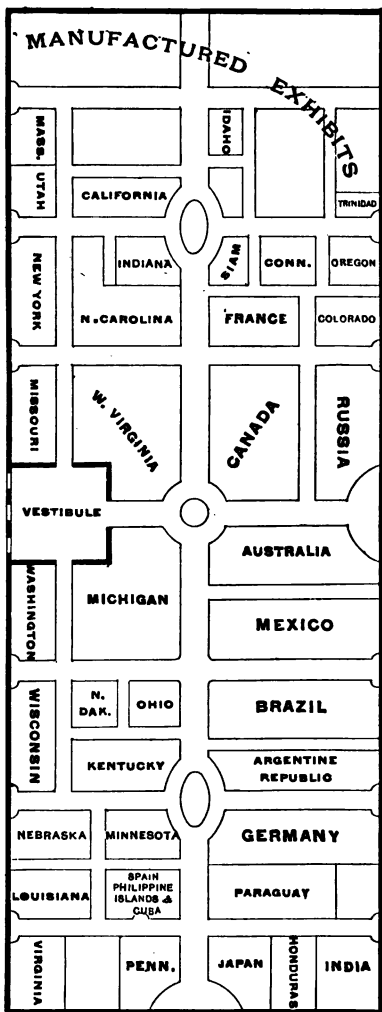 MANUFACTURED EXHIBITS
MASS.
IDAHO
UTAH
CALIFORNIA
TRINIDAD
NEW YORK
INDIANA
SIAM
CONN.
OREGON
N. CAROLINA
FRANCE
COLORADO
MISSOURI
W. VIRGINIA
CANADA
RUSSIA
VESTIBULE
AUSTRALIA
WASHINGTON
MICHIGAN
MEXICO
WISCONSIN
N.
DAK.
OHIO
BRAZIL
KENTUCKY
ARGENTINE
REPUBLIC
NEBRASKA
MINNESOTA
GERMANY
LOUISIANA
SPAIN
PHILIPPINE
ISLANDS &
CUBA
PARAGUAY
VIRGINIA
PENN.
JAPAN
HONDURAS
INDIA